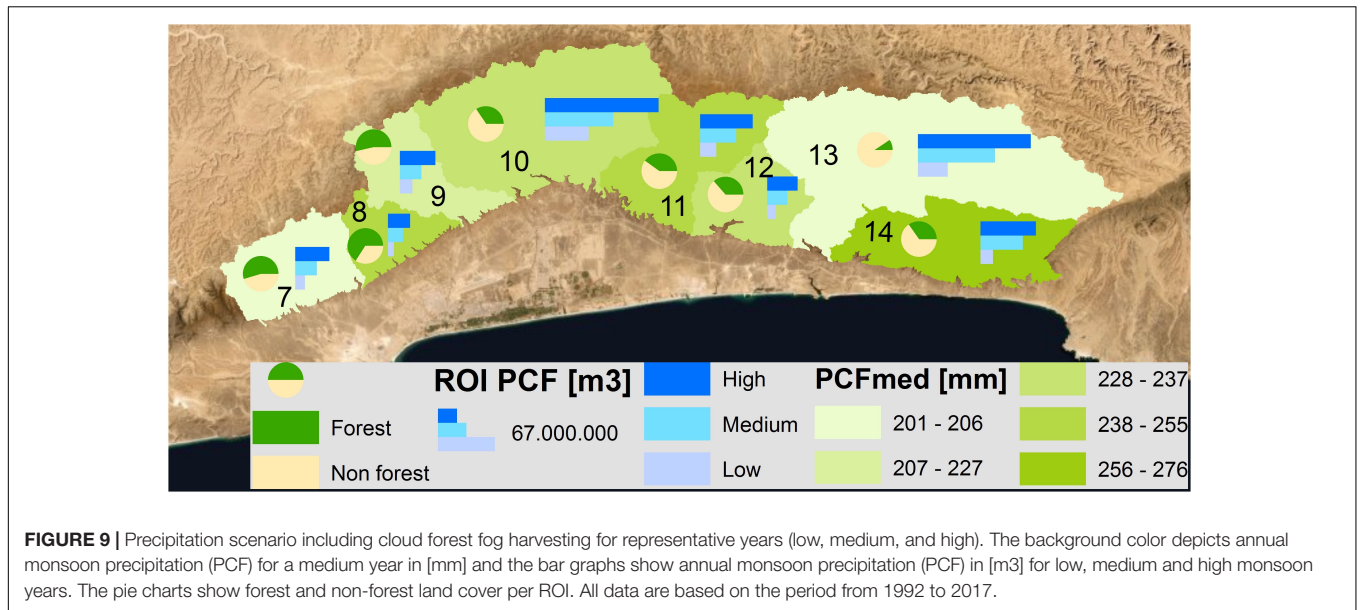 10
13
12
9
11
8
14
7
ROI PCF [m3]
High
PCFmed [mm]
228 - 237
Forest
67.000.000
Medium
201 - 206
238 - 255
Non forest
Low
207 - 227
256 - 276
FIGURE 9 | Precipitation scenario including cloud forest fog harvesting for representative years (low, medium, and high). The background color depicts annual
monsoon precipitation (PCF) for a medium year in [mm] and the bar graphs show annual monsoon precipitation (PCF) in [m3] for low, medium and high monsoon
years. The pie charts show forest and non-forest land cover per ROI. All data are based on the period from 1992 to 2017.